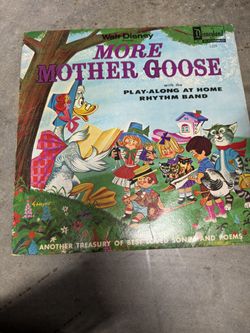 Walt Disney
Disneyland
MORE
MOTHER GOOSE
with the
PLAY-ALONG AT HOME
RHYTHM BAND
ANOTHER TREASURY OF BEST-LOVED SONGS AND POEMS